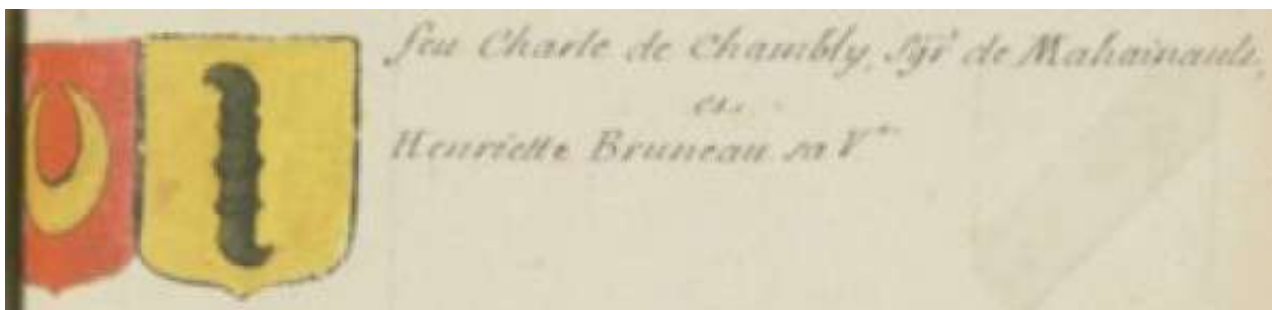 feu Charle de Chambly, Sgr de Mahainault,
et
Henriette Bruneau sa Ve